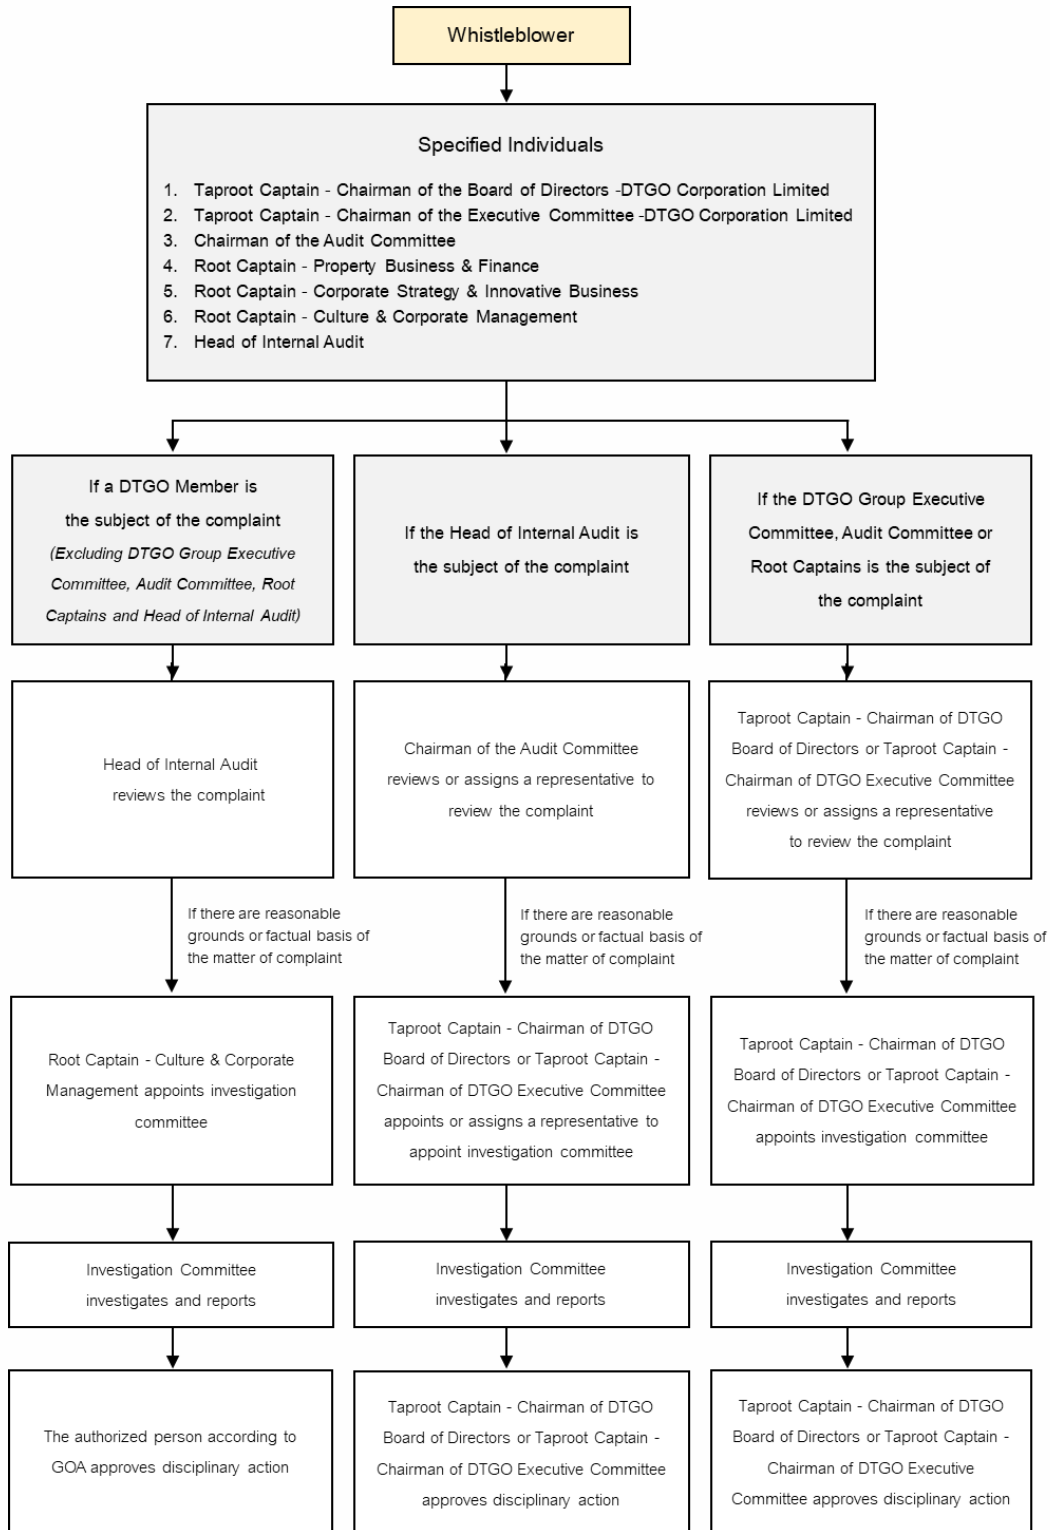 Whistleblower
Specified Individuals
1. Taproot Captain - Chairman of the Board of Directors -DTGO Corporation Limited
2. Taproot Captain - Chairman of the Executive Committee -DTGO Corporation Limited
3. Chairman of the Audit Committee
4. Root Captain - Property Business & Finance
5. Root Captain - Corporate Strategy & Innovative Business
6. Root Captain - Culture & Corporate Management
7. Head of Internal Audit
If a DTGO Member is
the subject of the complaint
(Excluding DTGO Group Executive
Committee, Audit Committee, Root
Captains and Head of Internal Audit)
If the Head of Internal Audit is
the subject of the complaint
If the DTGO Group Executive
Committee, Audit Committee or
Root Captains is the subject of
the complaint
Head of Internal Audit
reviews the complaint
Chairman of the Audit Committee
reviews or assigns a representative to
review the complaint
Taproot Captain - Chairman of DTGO
Board of Directors or Taproot Captain -
Chairman of DTGO Executive Committee
reviews or assigns a representative
to review the complaint
If there are reasonable
grounds or factual basis of
the matter of complaint
If there are reasonable
grounds or factual basis of
the matter of complaint
If there are reasonable
grounds or factual basis of
the matter of complaint
Root Captain - Culture & Corporate
Management appoints investigation
committee
Taproot Captain - Chairman of DTGO
Board of Directors or Taproot Captain -
Chairman of DTGO Executive Committee
appoints or assigns a representative to
appoint investigation committee
Taproot Captain - Chairman of DTGO
Board of Directors or Taproot Captain -
Chairman of DTGO Executive Committee
appoints investigation committee
Investigation Committee
investigates and reports
Investigation Committee
investigates and reports
Investigation Committee
investigates and reports
The authorized person according to
GOA approves disciplinary action
Taproot Captain - Chairman of DTGO
Board of Directors or Taproot Captain -
Chairman of DTGO Executive Committee
approves disciplinary action
Taproot Captain - Chairman of DTGO
Board of Directors or Taproot Captain -
Chairman of DTGO Executive
Committee approves disciplinary action